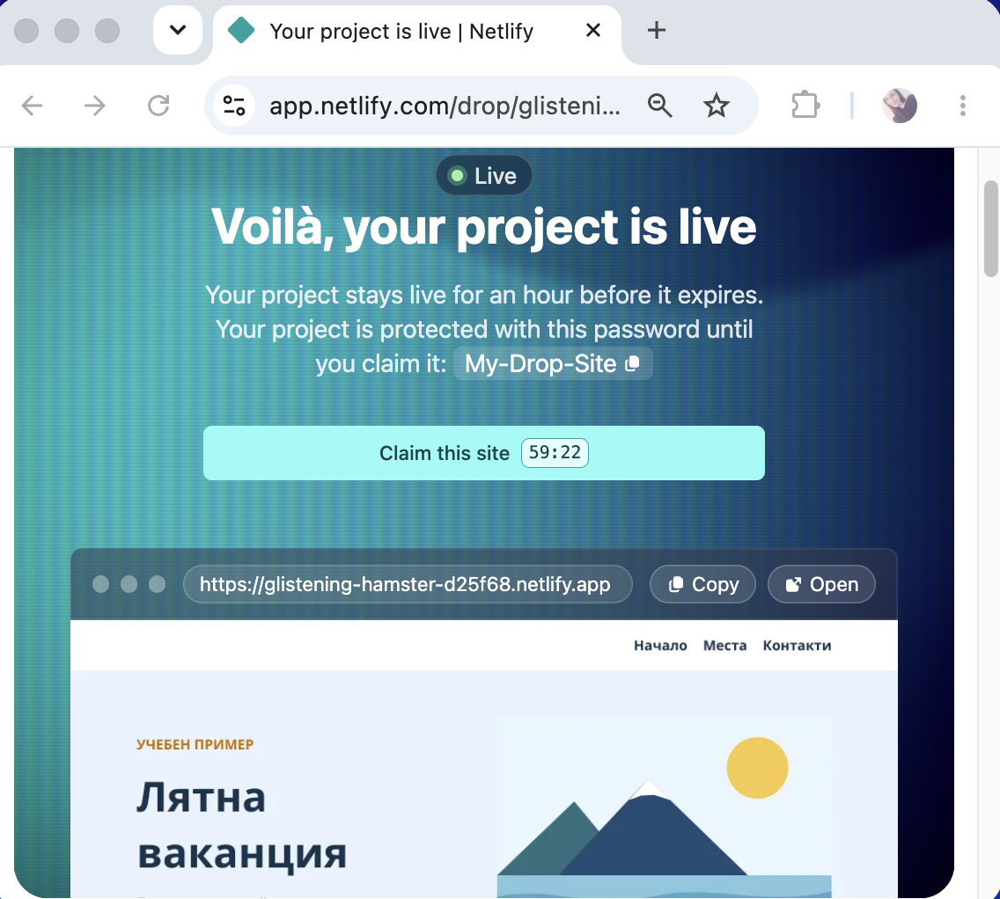 Your project is live | Netlify
app.netlify.com/drop/glisteni...
Live
Voilà, your project is live
Your project stays live for an hour before it expires.
Your project is protected with this password until
you claim it: My-Drop-Site
Claim this site 59:22
https://glistening-hamster-d25f68.netlify.app Copy Open
Начало Места Контакти
УЧЕБЕН ПРИМЕР
Лятна
ваканция